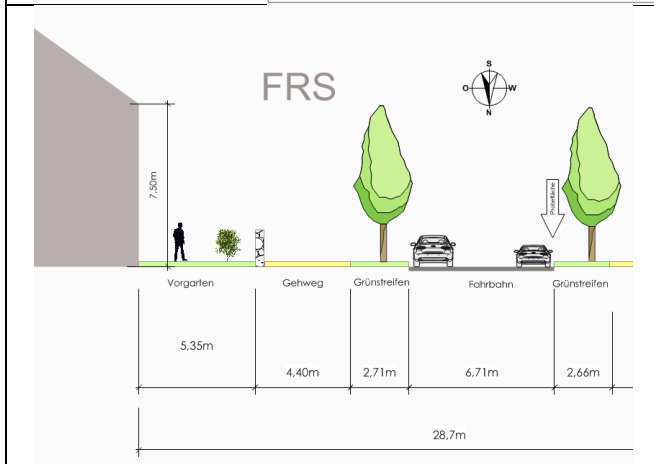 FRS
S
O W
N
7,50m
Probefläche
Vorgarten Gehweg Grünstreifen Fahrbahn Grünstreifen
5,35m
4,40m 2,71m 6,71m 2,66m
28,7m